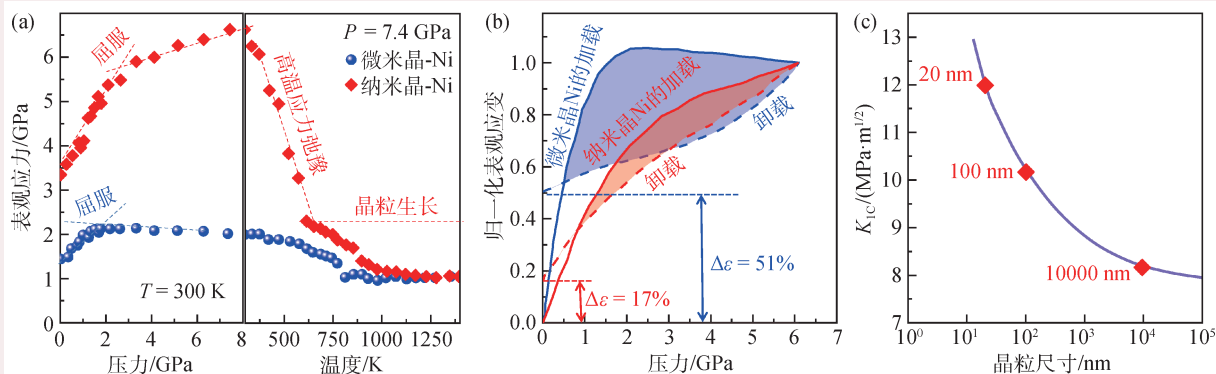 (a)
表观应力/GPa
7
6
5
4
3
2
1
0
屈服
屈服
P = 7.4 GPa
微米晶-Ni
纳米晶-Ni
高温应力弛豫
晶粒生长
T = 300 K
0 2 4 6 8
500 750 1000 1250
压力/GPa
温度/K
(b)
归一化表观应变
1.0
0.8
0.6
0.4
0.2
0
微米晶Ni的加载
纳米晶Ni的加载
卸载
卸载
Δε = 51%
Δε = 17%
0 1 2 3 4 5 6 7
压力/GPa
(c)
K1C/(MPa·m1/2)
13
12
11
10
9
8
7
20 nm
100 nm
10000 nm
100 101 102 103 104 105
晶粒尺寸/nm